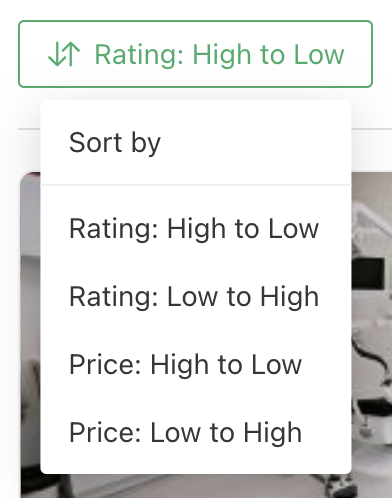 Rating: High to Low
Sort by
Rating: High to Low
Rating: Low to High
Price: High to Low
Price: Low to High